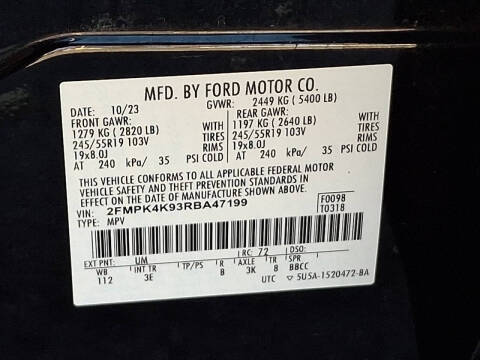 MFD. BY FORD MOTOR CO.
DATE: 10/23 GVWR: 2449 KG ( 5400 LB)
FRONT GAWR: REAR GAWR:
1279 KG ( 2820 LB) WITH 1197 KG ( 2640 LB) WITH
245/55R19 103V TIRES 245/55R19 103V TIRES
19x8.0J RIMS 19x8.0J RIMS
AT 240 kPa/ 35 PSI COLD AT 240 kPa/ 35 PSI COLD
THIS VEHICLE CONFORMS TO ALL APPLICABLE FEDERAL MOTOR
VEHICLE SAFETY AND THEFT PREVENTION STANDARDS IN
EFFECT ON THE DATE OF MANUFACTURE SHOWN ABOVE.
VIN: 2FMPK4K93RBA47199 F0098
TYPE: MPV T0318
EXT PNT: UM RC: 72 DSO:
WB INT TR TP/PS R AXLE TR SPR
112 3E B 3K 8 BBCC
UTC ▽ 5U5A-1520472-BA